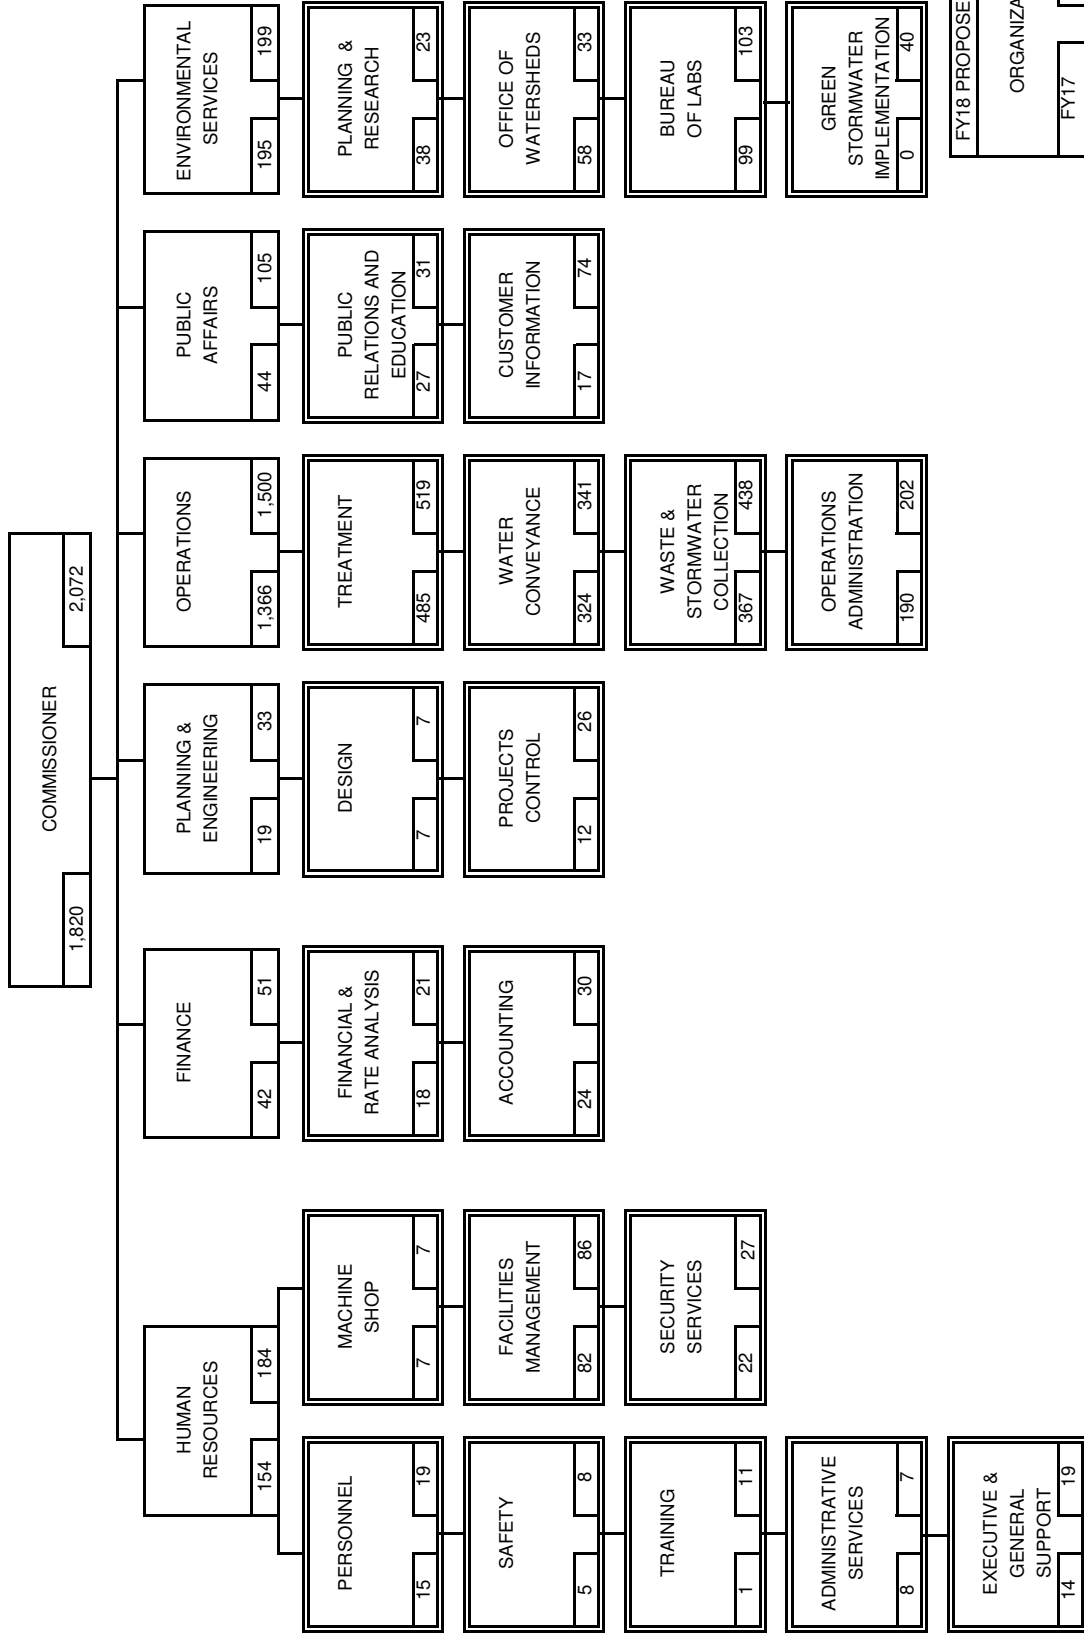 COMMISSIONER
1,820 2,072
HUMAN
RESOURCES
154 184
FINANCE
42 51
PLANNING &
ENGINEERING
19 33
OPERATIONS
1,366 1,500
PUBLIC
AFFAIRS
44 105
ENVIRONMENTAL
SERVICES
195 199
PERSONNEL
15 19
MACHINE
SHOP
7 7
FINANCIAL &
RATE ANALYSIS
18 21
DESIGN
7 7
TREATMENT
485 519
PUBLIC
RELATIONS AND
EDUCATION
27 31
PLANNING &
RESEARCH
38 23
SAFETY
5 8
FACILITIES
MANAGEMENT
82 86
ACCOUNTING
24 30
PROJECTS
CONTROL
12 26
WATER
CONVEYANCE
324 341
CUSTOMER
INFORMATION
17 74
OFFICE OF
WATERSHEDS
58 33
TRAINING
1 11
SECURITY
SERVICES
22 27
WASTE &
STORMWATER
COLLECTION
367 438
BUREAU
OF LABS
99 103
ADMINISTRATIVE
SERVICES
8 7
OPERATIONS
ADMINISTRATION
190 202
GREEN
STORMWATER
IMPLEMENTATION
0 40
EXECUTIVE &
GENERAL
SUPPORT
14 19
FY18 PROPOSE
ORGANIZA
FY17